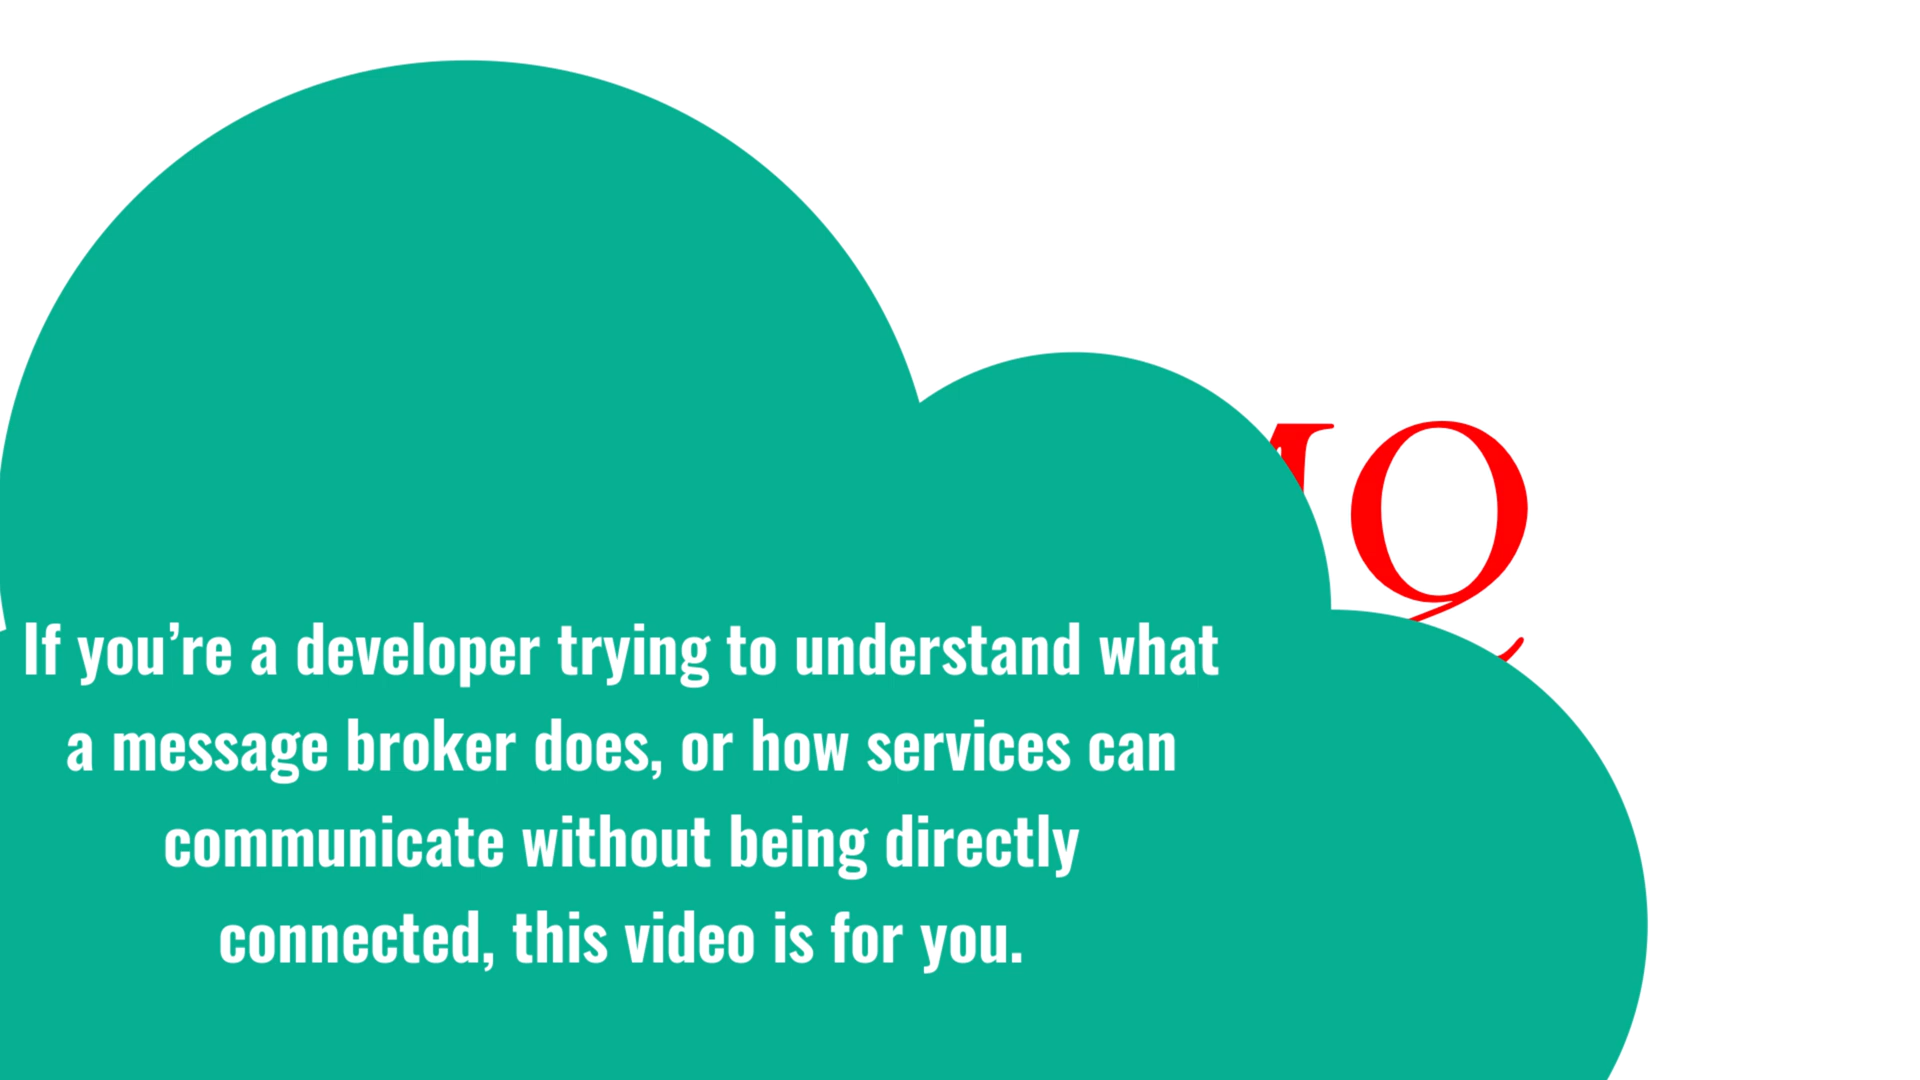 MQ
If you’re a developer trying to understand what
a message broker does, or how services can
communicate without being directly
connected, this video is for you.